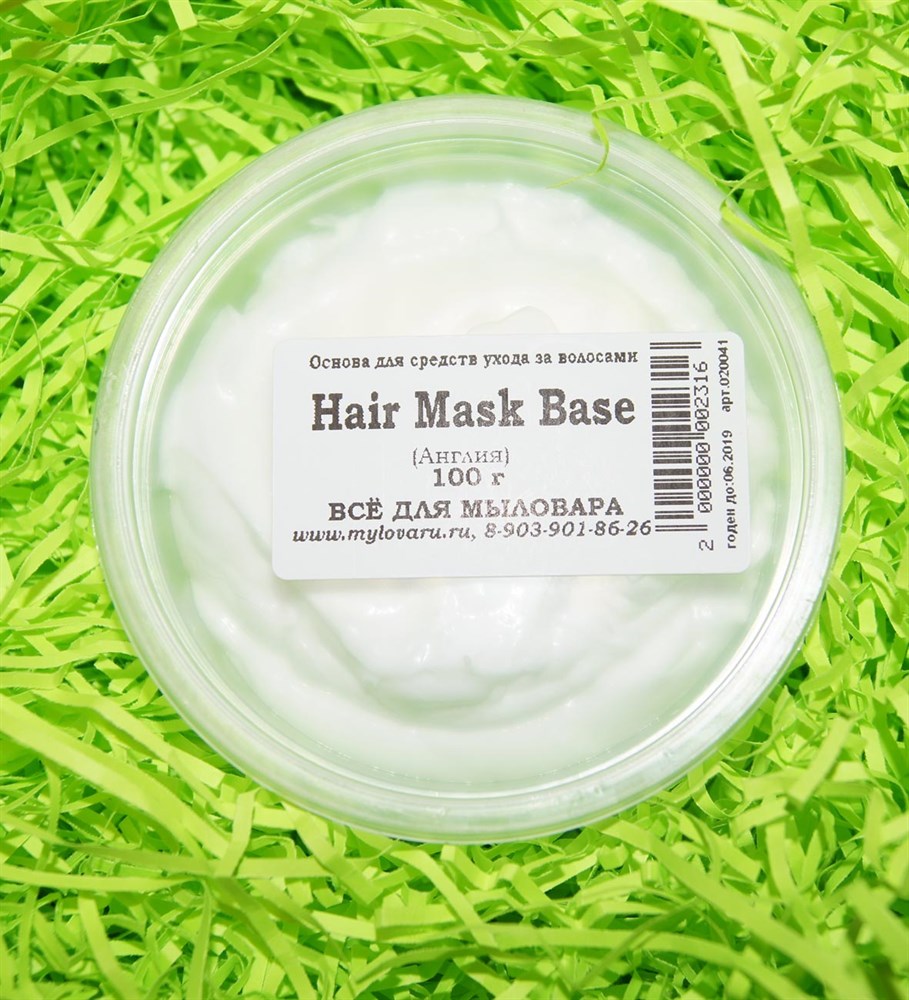 Основа для средств ухода за волосами
Hair Mask Base
(Англия)
100 г
ВСЁ ДЛЯ МЫЛОВАРА
www.mylovaru.ru, 8-903-901-86-26
2 000000 002316
годен до:06.2019 арт.020041